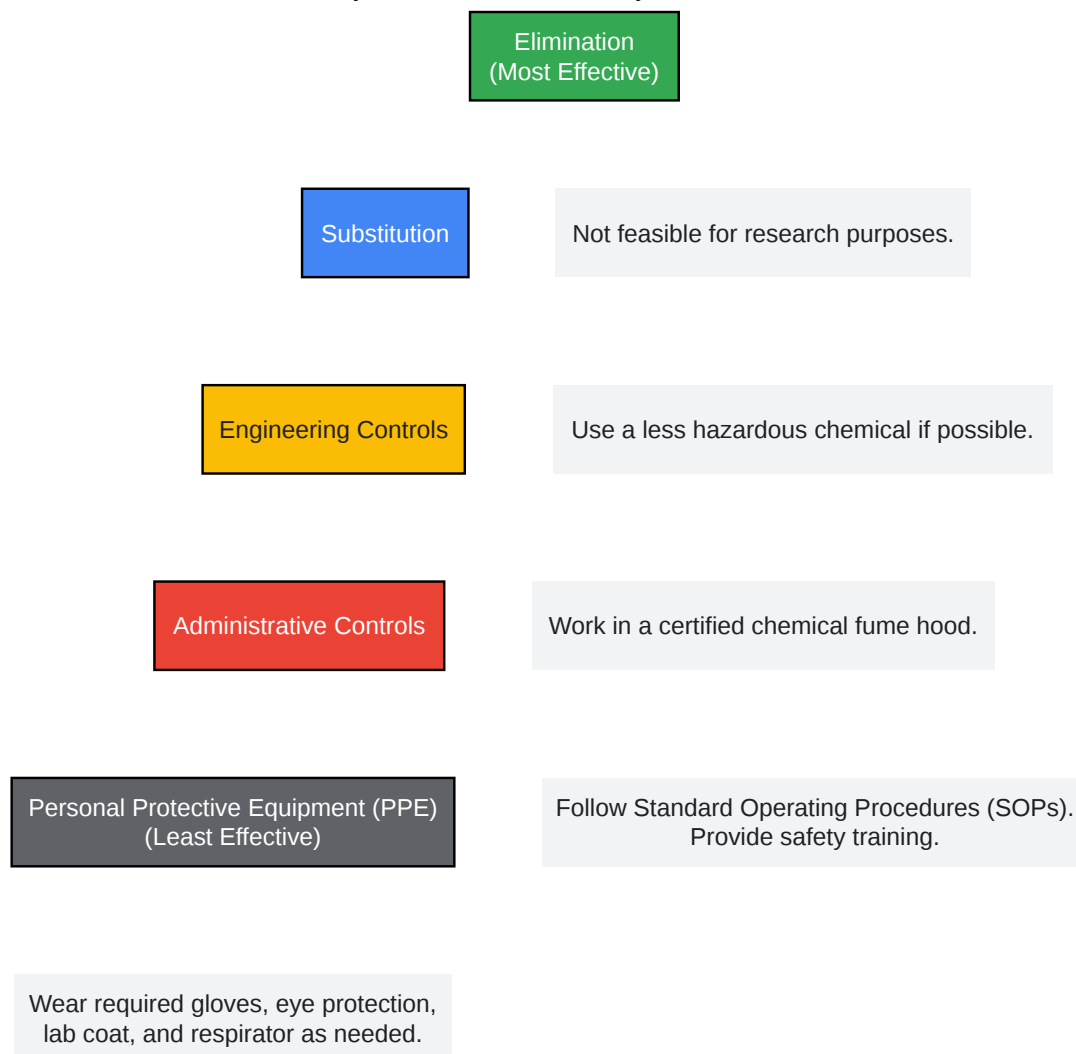 Elimination
(Most Effective)
Substitution
Not feasible for research purposes.
Engineering Controls
Use a less hazardous chemical if possible.
Administrative Controls
Work in a certified chemical fume hood.
Personal Protective Equipment (PPE)
(Least Effective)
Follow Standard Operating Procedures (SOPs).
Provide safety training.
Wear required gloves, eye protection,
lab coat, and respirator as needed.